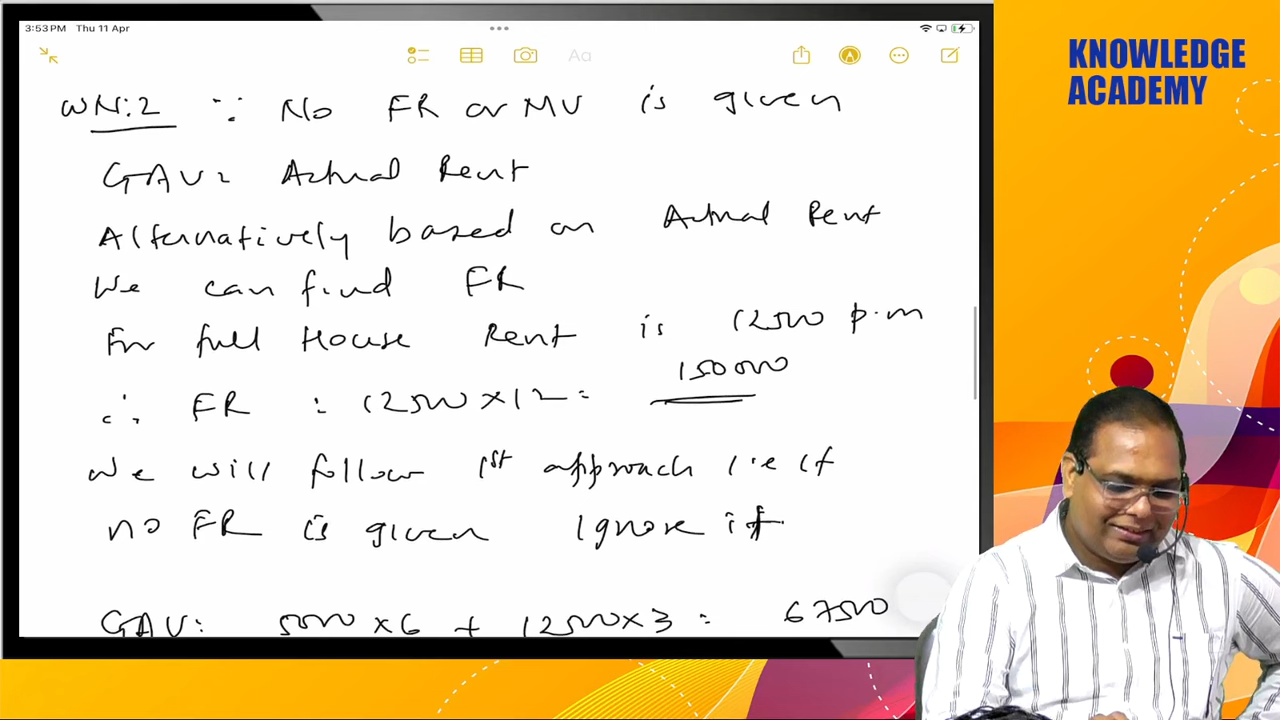 3:53 PM Thu 11 Apr
Aa
KNOWLEDGE
ACADEMY
WN:2 ∵ No FR or MV is given
GAV = Actual Rent
Alternatively based on Actual Rent
We can find FR
For full House Rent is 12500 p.m
∴ FR : 12500 × 12 = 150000
We will follow 1st approach i.e if
no FR is given Ignore it
GAV: 5000 × 6 + 12500 × 3 = 67500